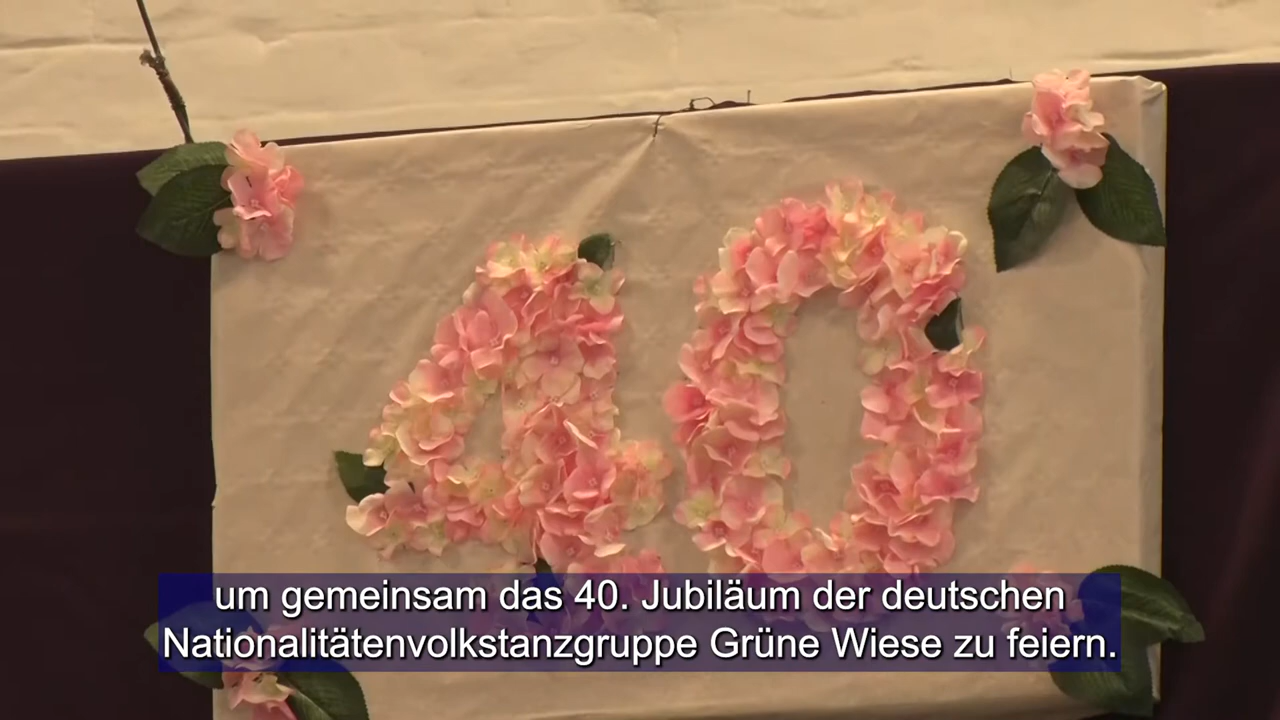 40
um gemeinsam das 40. Jubiläum der deutschen
Nationalitätenvolkstanzgruppe Grüne Wiese zu feiern.